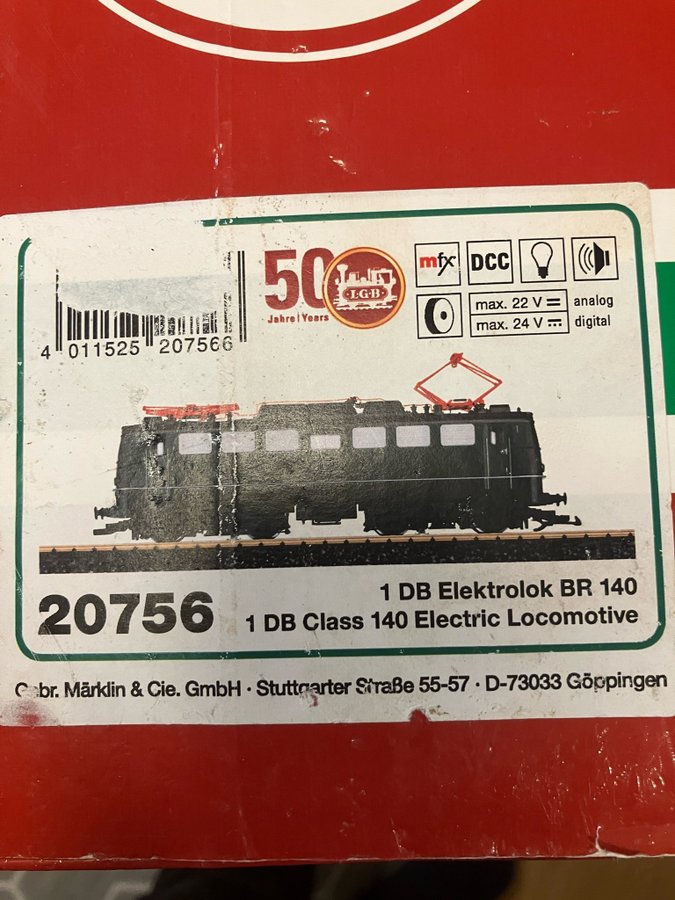 50
Jahre | Years
LGB
mfx
DCC
max. 22 V
analog
max. 24 V
digital
4 011525 207566
20756
1 DB Elektrolok BR 140
1 DB Class 140 Electric Locomotive
Gebr. Märklin & Cie. GmbH · Stuttgarter Straße 55-57 · D-73033 Göppingen